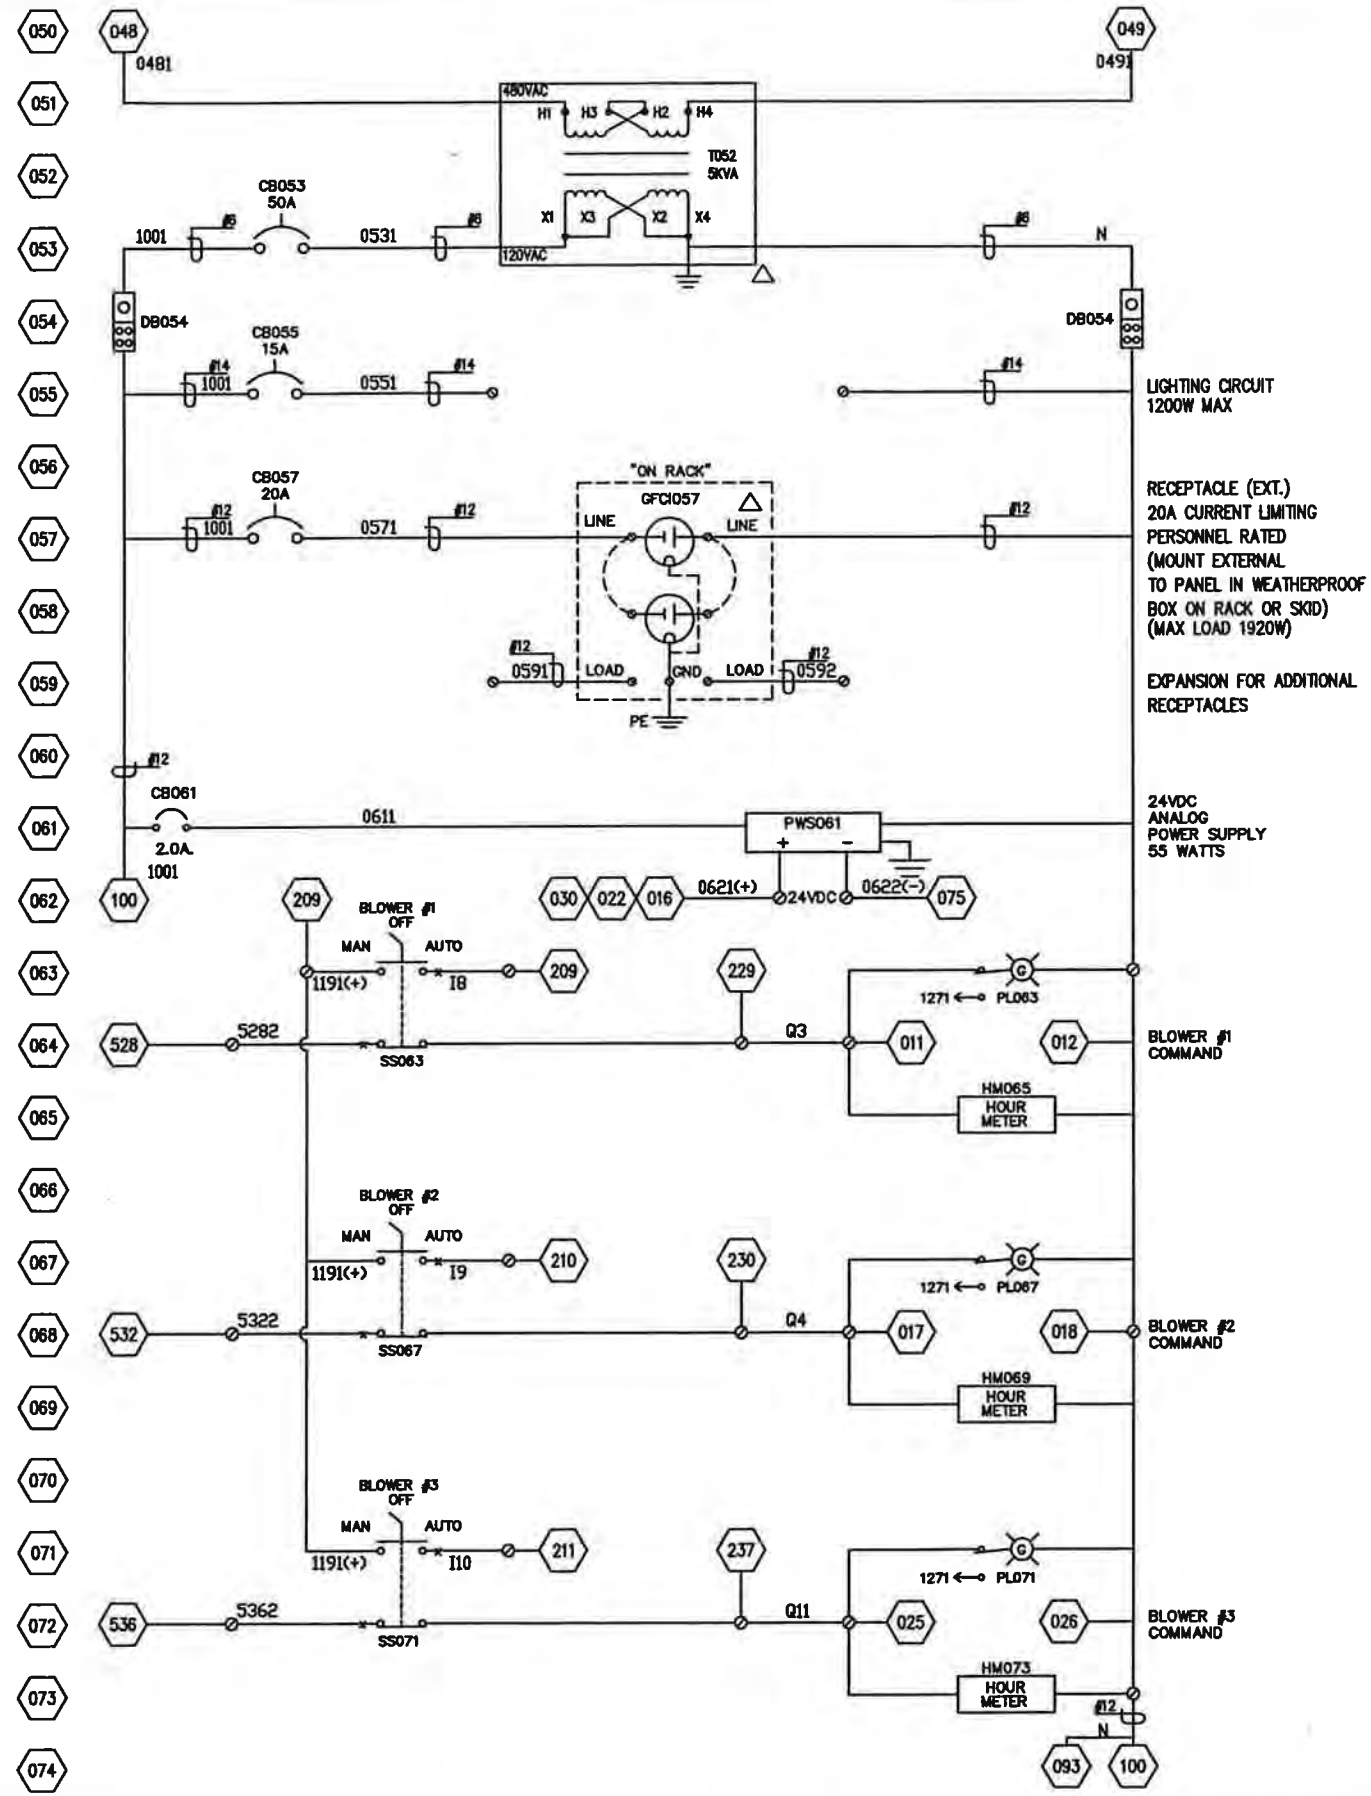 050
048
049
0481
0491
051
480VAC
H1 H3 H2 H4
052
T052
5KVA
CB053
50A
#6
#6
#6
X1 X3 X2 X4
053
1001
0531
N
120VAC
054
DB054
DB054
CB055
15A
#14
#14
#14
055
1001
0551
LIGHTING CIRCUIT
1200W MAX
056
"ON RACK"
CB057
20A
GFCI057
#12
#12
#12
057
1001
0571
LINE
LINE
RECEPTACLE (EXT.)
20A CURRENT LIMITING
PERSONNEL RATED
(MOUNT EXTERNAL
TO PANEL IN WEATHERPROOF
BOX ON RACK OR SKID)
(MAX LOAD 1920W)
058
#12
#12
059
0591
LOAD
GND
LOAD
0592
EXPANSION FOR ADDITIONAL
RECEPTACLES
PE
060
#12
CB061
061
0611
PWS061
+ -
24VDC
ANALOG
POWER SUPPLY
55 WATTS
2.0A
1001
062
100
209
030
022
016
0621(+)
24VDC
0622(-)
075
BLOWER #1
OFF
MAN
AUTO
063
1191(+)
I8
209
229
G
1271
PL063
064
528
5282
SS063
Q3
011
012
BLOWER #1
COMMAND
065
HM065
HOUR
METER
066
BLOWER #2
OFF
MAN
AUTO
067
1191(+)
I9
210
230
G
1271
PL067
068
532
5322
SS067
Q4
017
018
BLOWER #2
COMMAND
069
HM069
HOUR
METER
070
BLOWER #3
OFF
MAN
AUTO
071
1191(+)
I10
211
237
G
1271
PL071
072
536
5362
SS071
Q11
025
026
BLOWER #3
COMMAND
073
HM073
HOUR
METER
#12
N
074
093
100